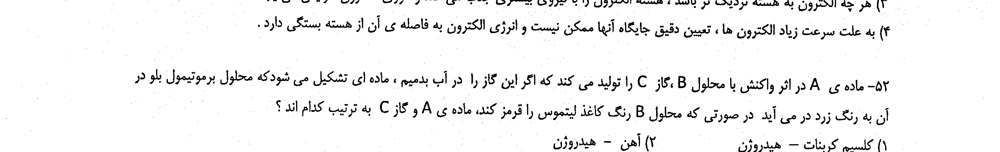 ۳) هر چه الکترون به هسته نزدیک تر باشد ، هسته الکترون را با نیروی بیشتری جذب می
۴) به علت سرعت زیاد الکترون ها ، تعیین دقیق جایگاه آنها ممکن نیست و انرژی الکترون به فاصله ی آن از هسته بستگی دارد .
۵۲- ماده ی A در اثر واکنش با محلول B ،گاز C را تولید می کند که اگر این گاز را در آب بدمیم ، ماده ای تشکیل می شودکه محلول برموتیمول بلو در
آن به رنگ زرد در می آید در صورتی که محلول B رنگ کاغذ لیتموس را قرمز کند، ماده ی A و گاز C به ترتیب کدام اند ؟
۱) کلسیم کربنات – هیدروژن ۲) آهن - هیدروژن